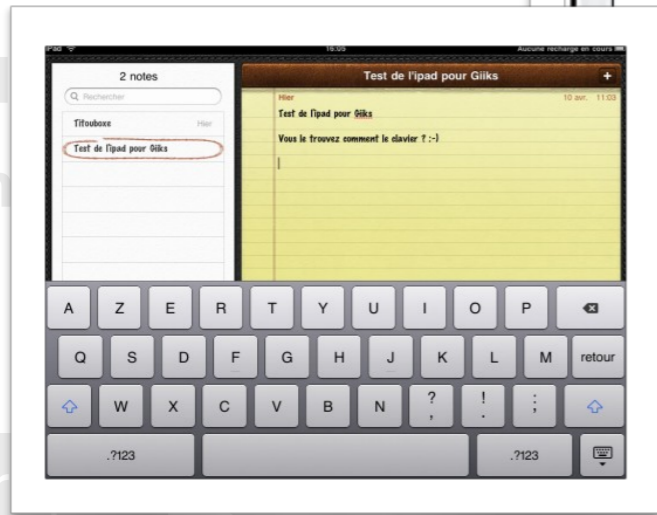 iPad
16:05
Aucune recharge en cours
2 notes
Test de l'ipad pour Giiks
+
Rechercher
Hier
10 avr. 11:03
Titouboxe
Hier
Test de l'ipad pour Giiks
Test de l'ipad pour Giiks
Vous le trouvez comment le clavier ? :-)
A Z E R T Y U I O P
Q S D F G H J K L M retour
W X C V B N ? , ! . : ;
.?123 .?123